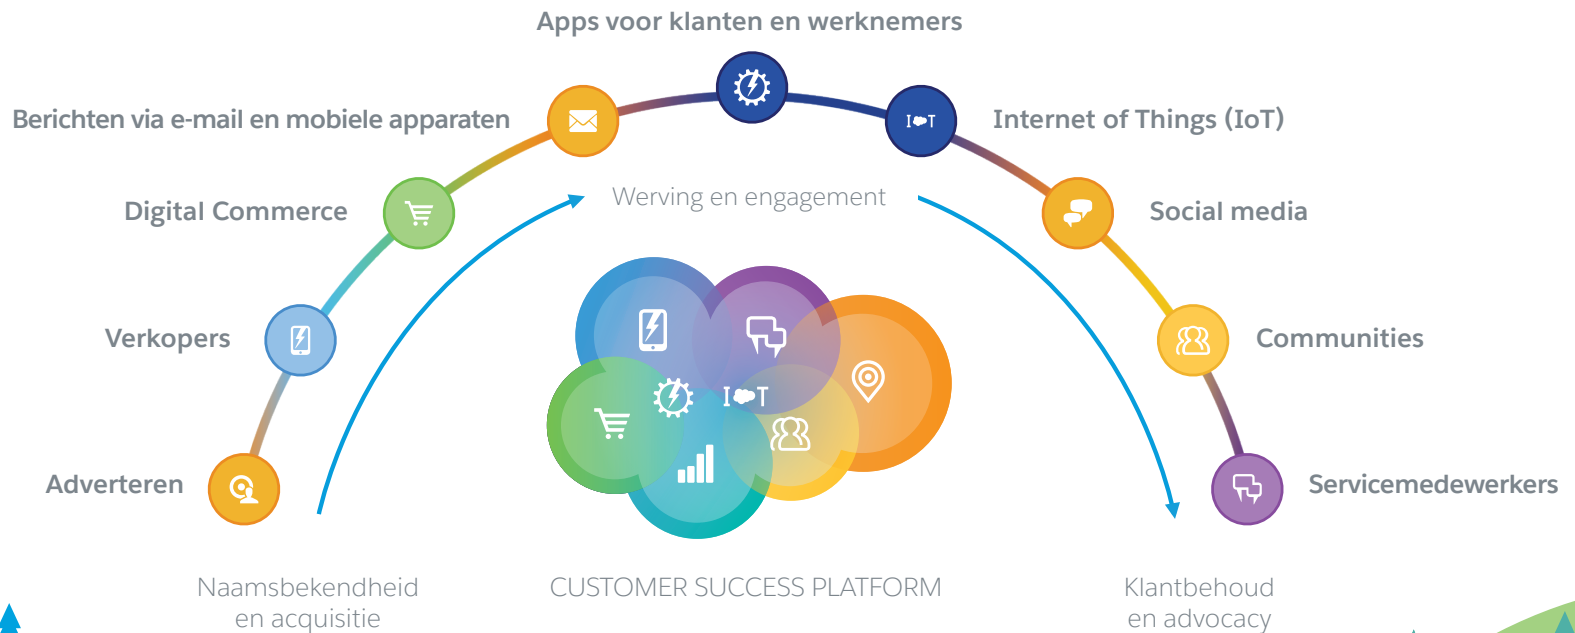 Apps voor klanten en werknemers
Berichten via e-mail en mobiele apparaten
Internet of Things (IoT)
I T
Werving en engagement
Digital Commerce
Social media
Verkopers
Communities
I T
Adverteren
Servicemedewerkers
Naamsbekendheid
en acquisitie
CUSTOMER SUCCESS PLATFORM
Klantbehoud
en advocacy